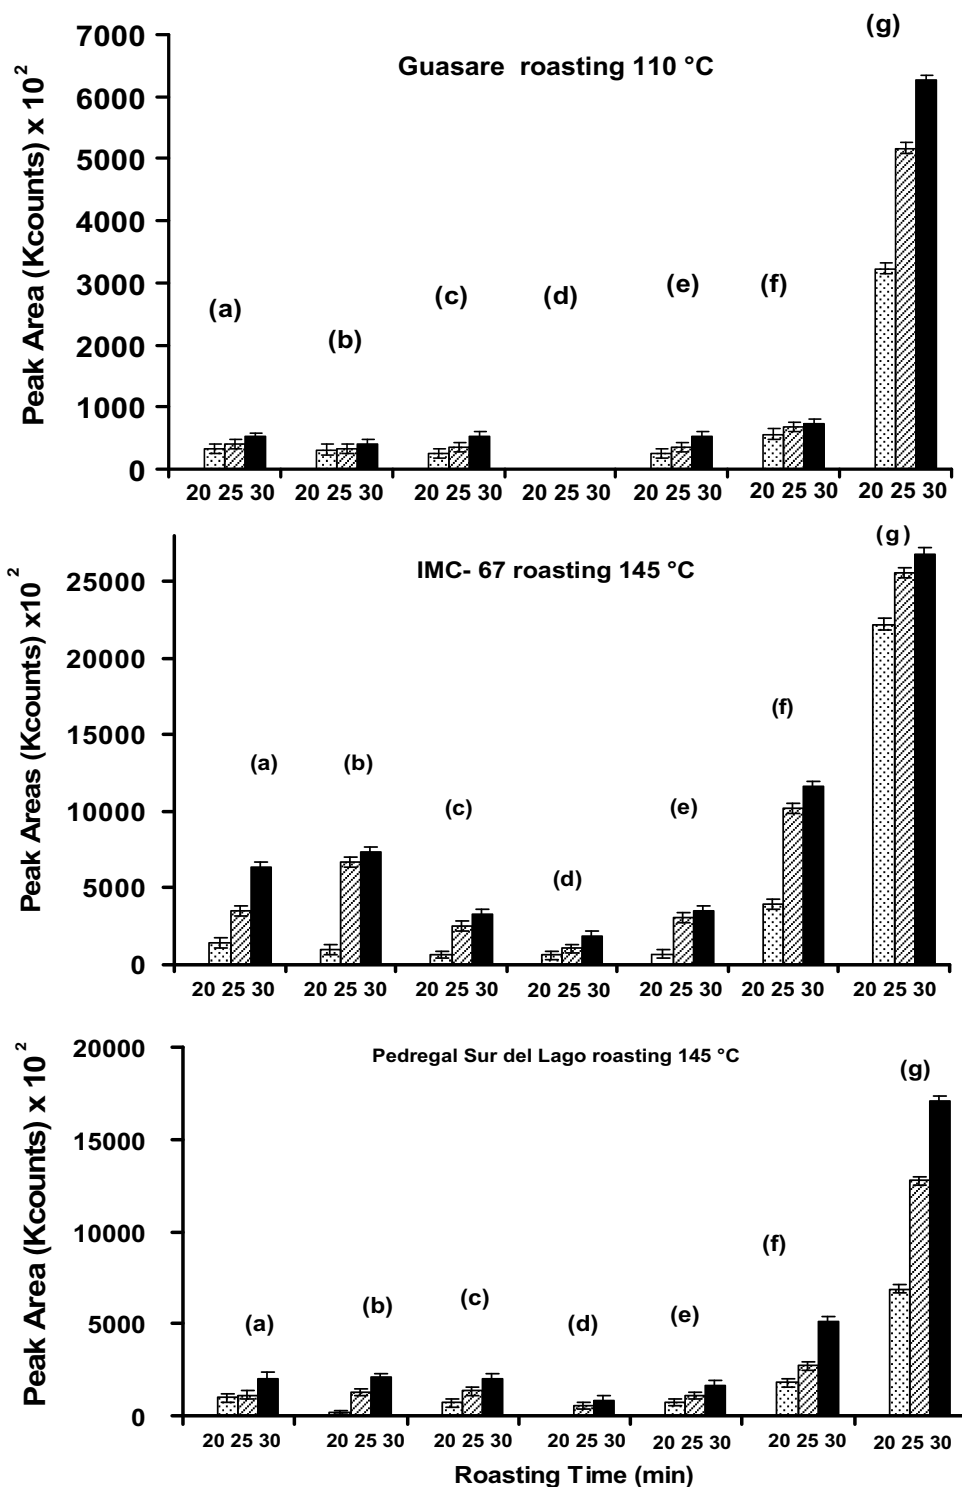 (g)
Guasare roasting 110 °C
Peak Area (Kcounts) x 10²
7000
6000
5000
4000
3000
2000
1000
0
(a)
(b)
(c)
(d)
(e)
(f)
20 25 30 20 25 30 20 25 30 20 25 30 20 25 30 20 25 30 20 25 30
(g)
IMC- 67 roasting 145 °C
Peak Areas (Kcounts) x10²
25000
20000
15000
10000
5000
0
(a)
(b)
(c)
(d)
(e)
(f)
20 25 30 20 25 30 20 25 30 20 25 30 20 25 30 20 25 30 20 25 30
Pedregal Sur del Lago roasting 145 °C
(g)
Peak Area (Kcounts) x 10²
20000
15000
10000
5000
0
(a)
(b)
(c)
(d)
(e)
(f)
20 25 30 20 25 30 20 25 30 20 25 30 20 25 30 20 25 30 20 25 30
Roasting Time (min)